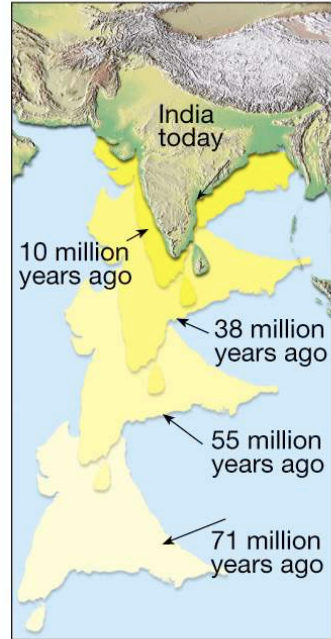 India
today
10 million
years ago
38 million
years ago
55 million
years ago
71 million
years ago